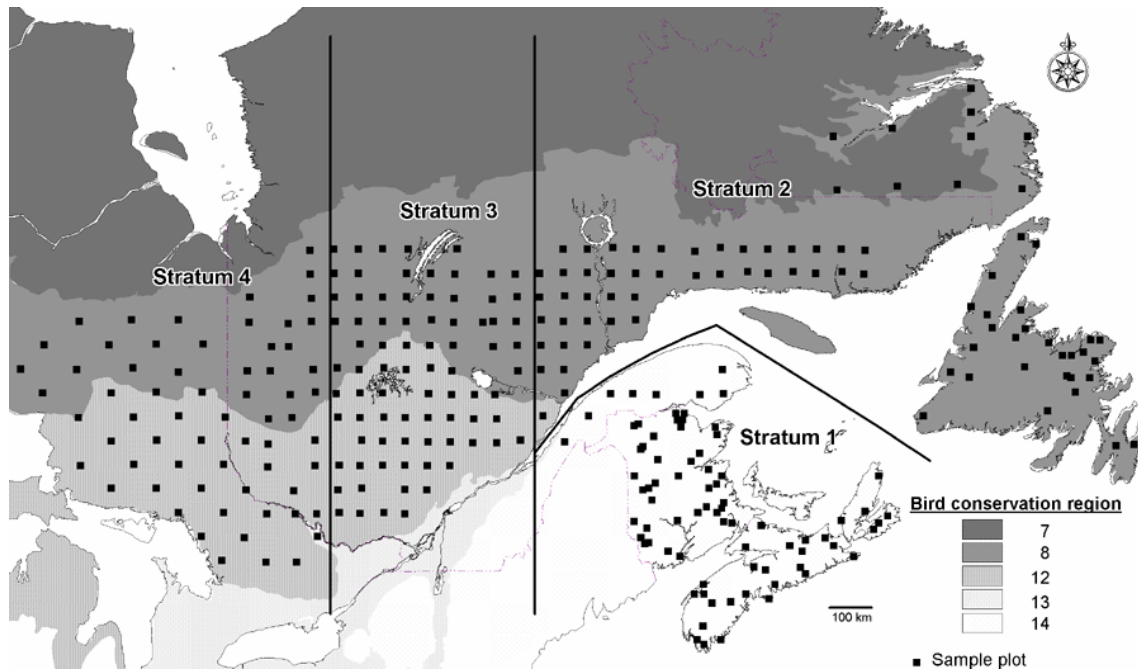 Stratum 2
Stratum 3
Stratum 4
Stratum 1
Bird conservation region
7
8
12
13
14
100 km
Sample plot